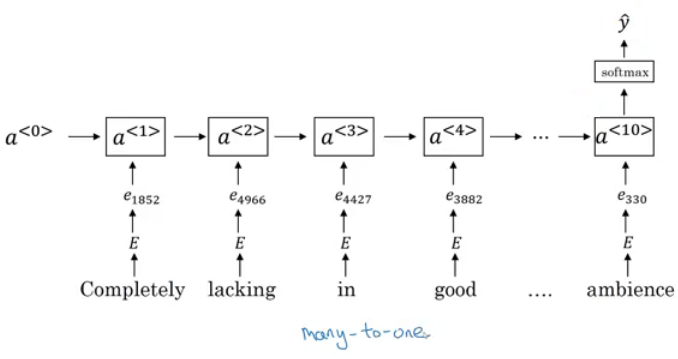 ŷ
softmax
a<0> a<1> a<2> a<3> a<4> ... a<10>
e1852 e4966 e4427 e3882 e330
E E E E E
Completely lacking in good .... ambience
many-to-one